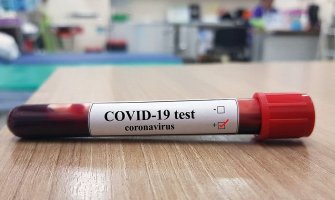 COVID-19 test
coronavirus
-
+